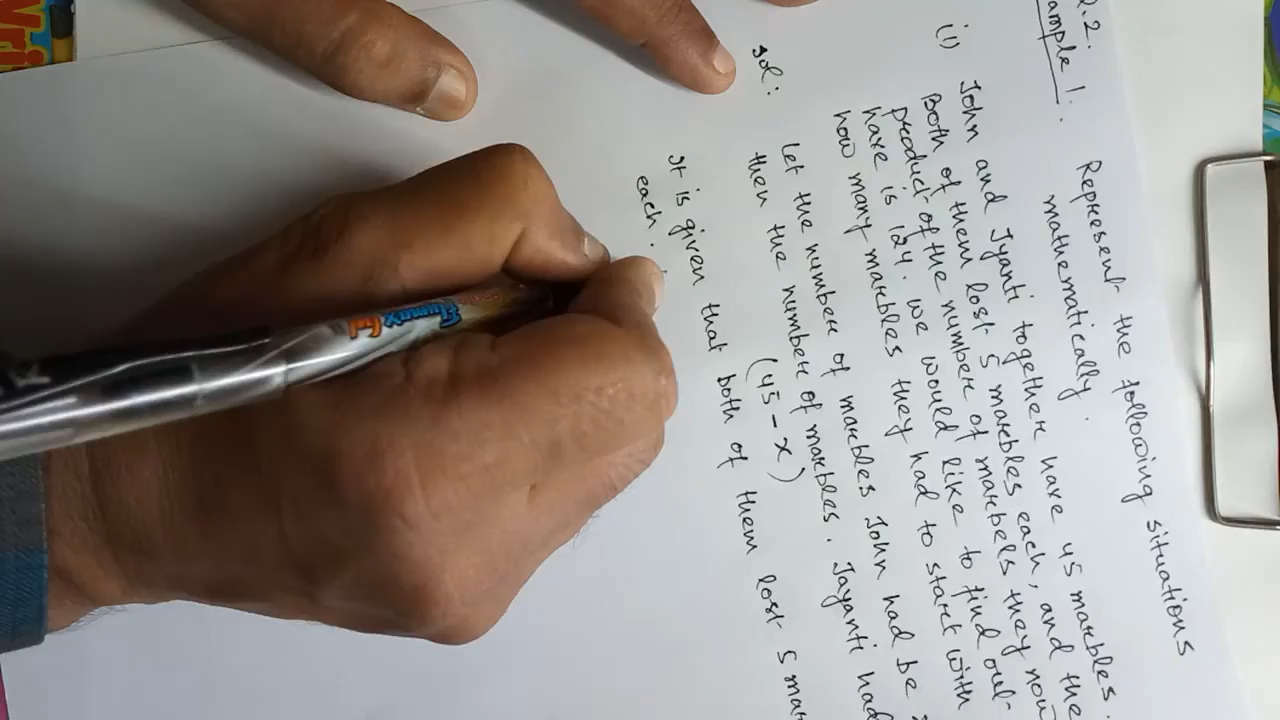 Q.2.
Example 1. Represent the following situations
mathematically.
(i) John and Jyanti together have 45 marbles.
Both of them lost 5 marbles each, and the
product of the number of marbels they now
have is 124. We would like to find out
how many marbles they had to start with
Sol: Let the number of marbles John had be x
then the number of marbles. Jayanti had
(45 - x)
It is given that both of them lost 5 mar
each.
Flymax Gel